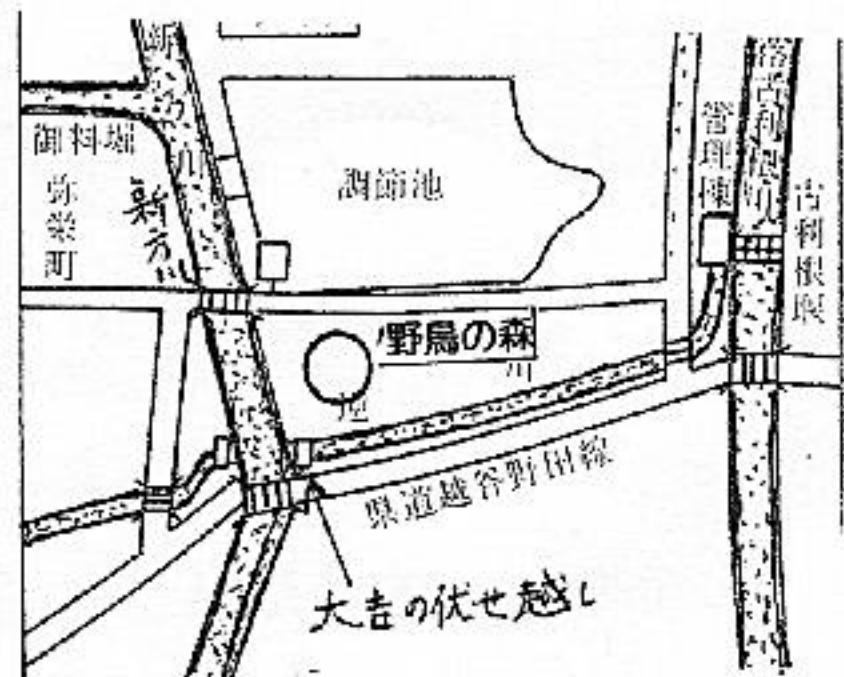 新方川
御料堀
弥栄町
新方川
調節池
管理棟
落古利根川
古利根堰
野鳥の森
川
県道越谷野田線
大吉の伏せ越し